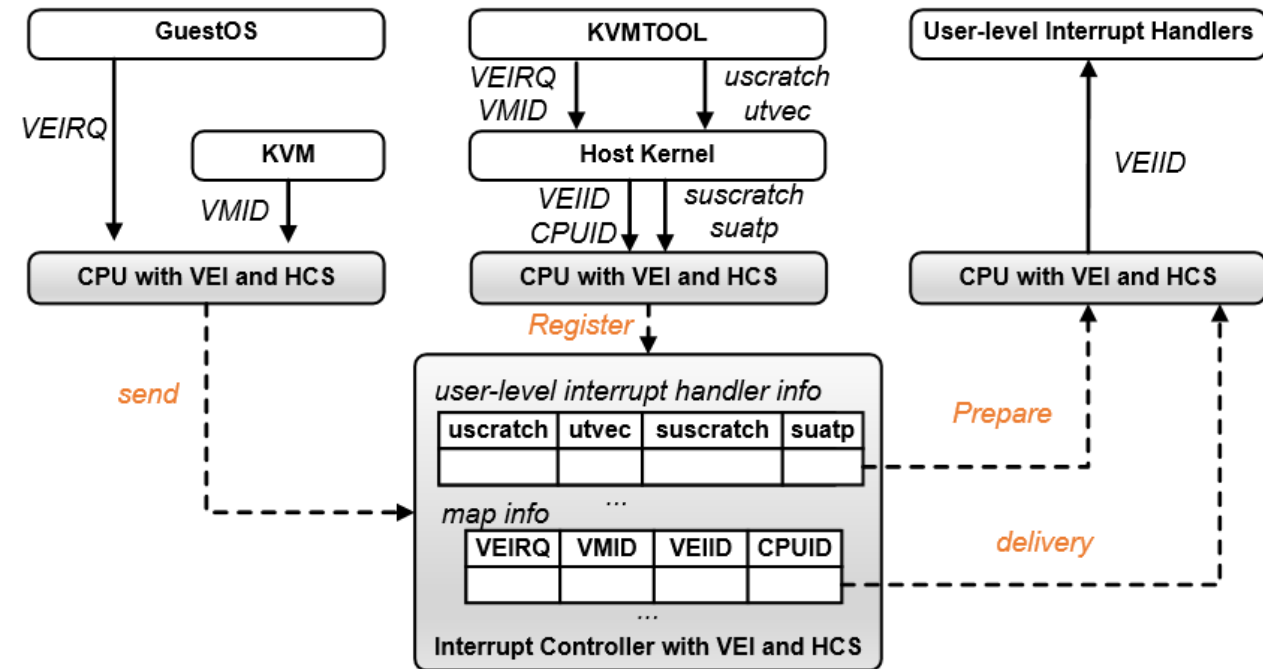 GuestOS
KVMTOOL
User-level Interrupt Handlers
VEIRQ
KVM
VMID
VEIRQ
VMID
uscratch
utvec
Host Kernel
VEIID
CPUID
suscratch
suatp
VEIID
CPU with VEI and HCS
CPU with VEI and HCS
CPU with VEI and HCS
send
Register
Prepare
delivery
user-level interrupt handler info
uscratch utvec suscratch suatp
...
map info
VEIRQ VMID VEIID CPUID
...
Interrupt Controller with VEI and HCS